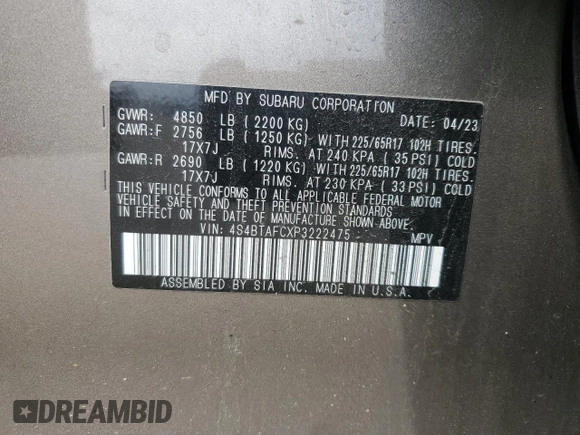 MFD BY SUBARU CORPORATION
GVWR: 4850 LB (2200 KG) DATE: 04/23
GAWR:F 2756 LB (1250 KG) WITH 225/65R17 102H TIRES.
17X7J RIMS. AT 240 KPA (35 PSI) COLD
GAWR:R 2690 LB (1220 KG) WITH 225/65R17 102H TIRES.
17X7J RIMS. AT 230 KPA (33 PSI) COLD
THIS VEHICLE CONFORMS TO ALL APPLICABLE FEDERAL MOTOR
VEHICLE SAFETY AND THEFT PREVENTION STANDARDS
IN EFFECT ON THE DATE OF MANUFACTURE SHOWN ABOVE.
VIN: 4S4BTAFCXP3222475 MPV
ASSEMBLED BY SIA INC. MADE IN U.S.A.
DREAMBID